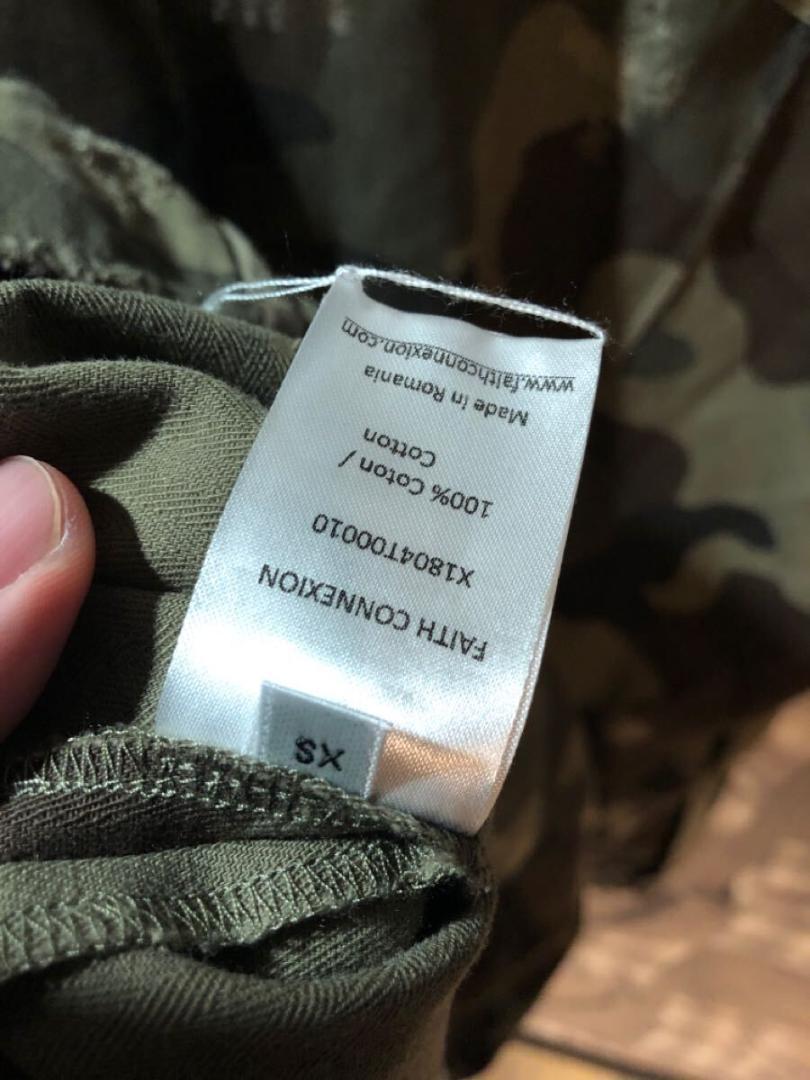 XS
FAITH CONNEXION
X1804T00010
100% Coton /
Cotton
Made in Romania
www.faithconnexion.com